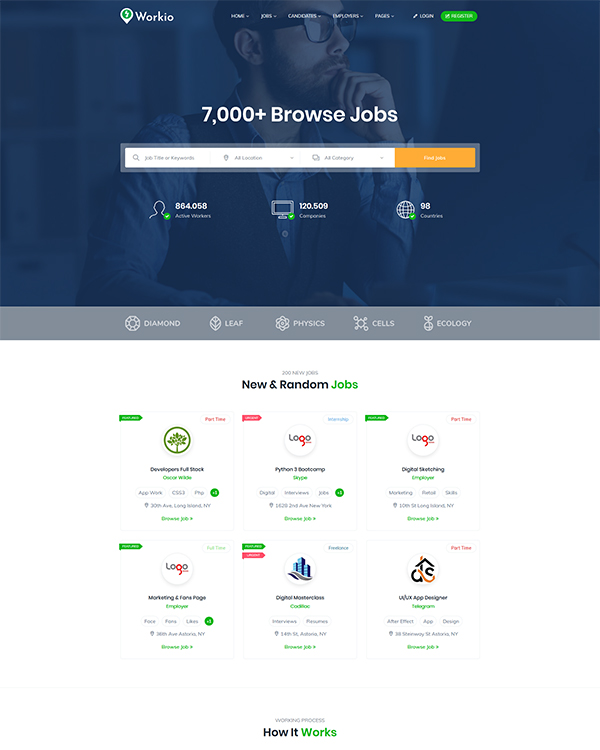 Workio
HOME JOBS CANDIDATES EMPLOYERS PAGES LOGIN REGISTER
7,000+ Browse Jobs
Job Title or Keywords All Location All Category Find Jobs
864.058 120.509 98
Active Workers Companies Countries
DIAMOND LEAF PHYSICS CELLS ECOLOGY
200 NEW JOBS
New & Random Jobs
FEATURED Part Time URGENT Internship FEATURED Part Time
Logo Logo
Developers Full Stock Python 3 Bootcamp Digital Sketching
Oscar Wilde Skype Employer
App Work CSS3 Php +3 Digital Interviews Jobs Marketing Retail Skills
30th Ave, Long Island, NY 1628 2nd Ave New York 10th St Long Island, NY
Browse Job » Browse Job » Browse Job »
FEATURED Full Time FEATURED Freelance Part Time
URGENT
Logo
Marketing & Fans Page Digital Masterclass UI/UX App Designer
Employer Cadillac Telegram
Face Fans Likes Interviews Resumes After Effect App Design
36th Ave Astoria, NY 14th St, Astoria, NY 38 Steinway St Astoria, NY
Browse Job » Browse Job » Browse Job »
WORKING PROCESS
How It Works